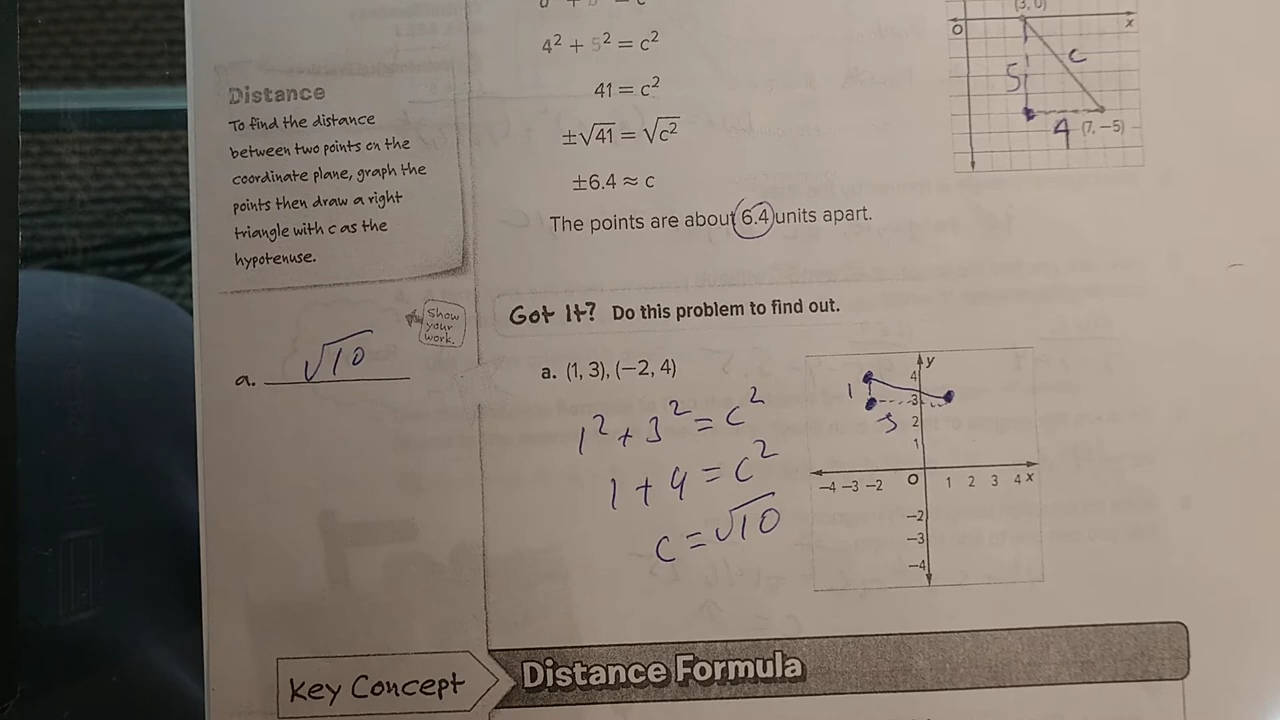 4² + 5² = c²
41 = c²
±√41 = √c²
±6.4 ≈ c
The points are about 6.4 units apart.
(3, 0)
O
x
5
c
4
(7, −5)
Distance
To find the distance
between two points on the
coordinate plane, graph the
points then draw a right
triangle with c as the
hypotenuse.
Show
your
work.
a. √10
Got It? Do this problem to find out.
a. (1, 3), (−2, 4)
1² + 3² = c²
1 + 9 = c²
c = √10
y
4
1
3
3
2
1
−4 −3 −2 O 1 2 3 4 x
−2
−3
−4
Key Concept
Distance Formula